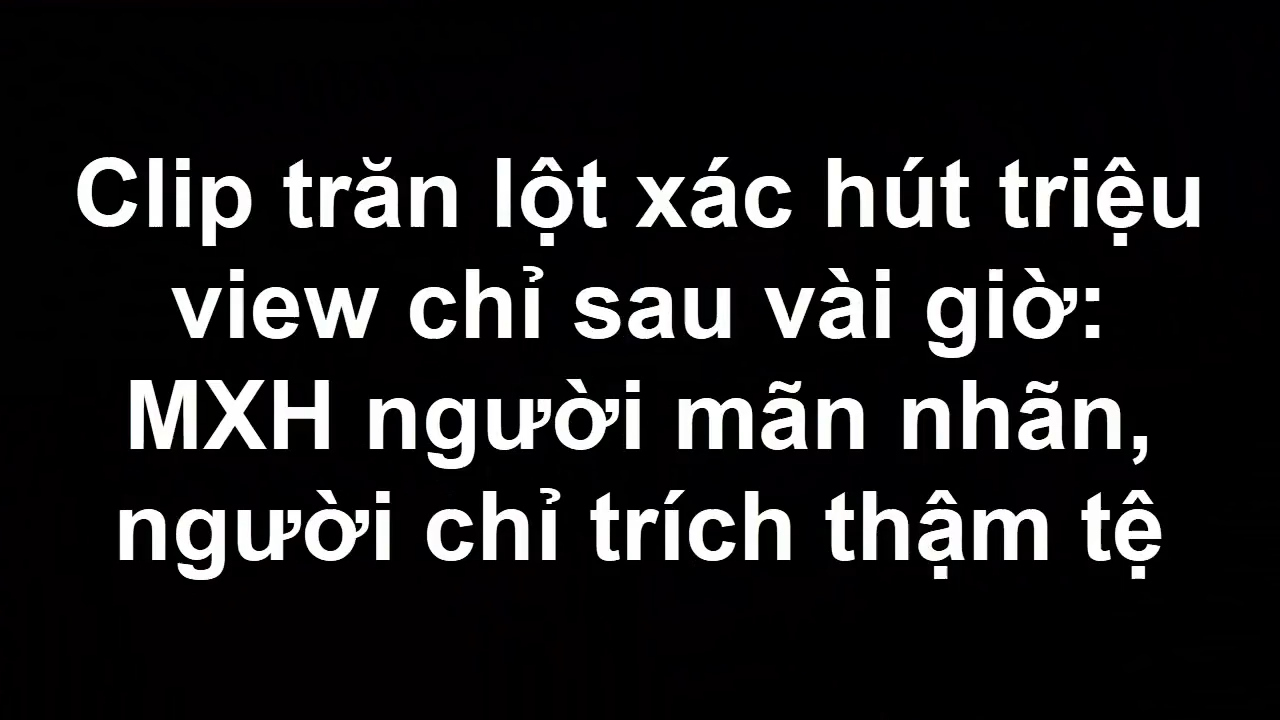 Clip trăn lột xác hút triệu
view chỉ sau vài giờ:
MXH người mãn nhãn,
người chỉ trích thậm tệ